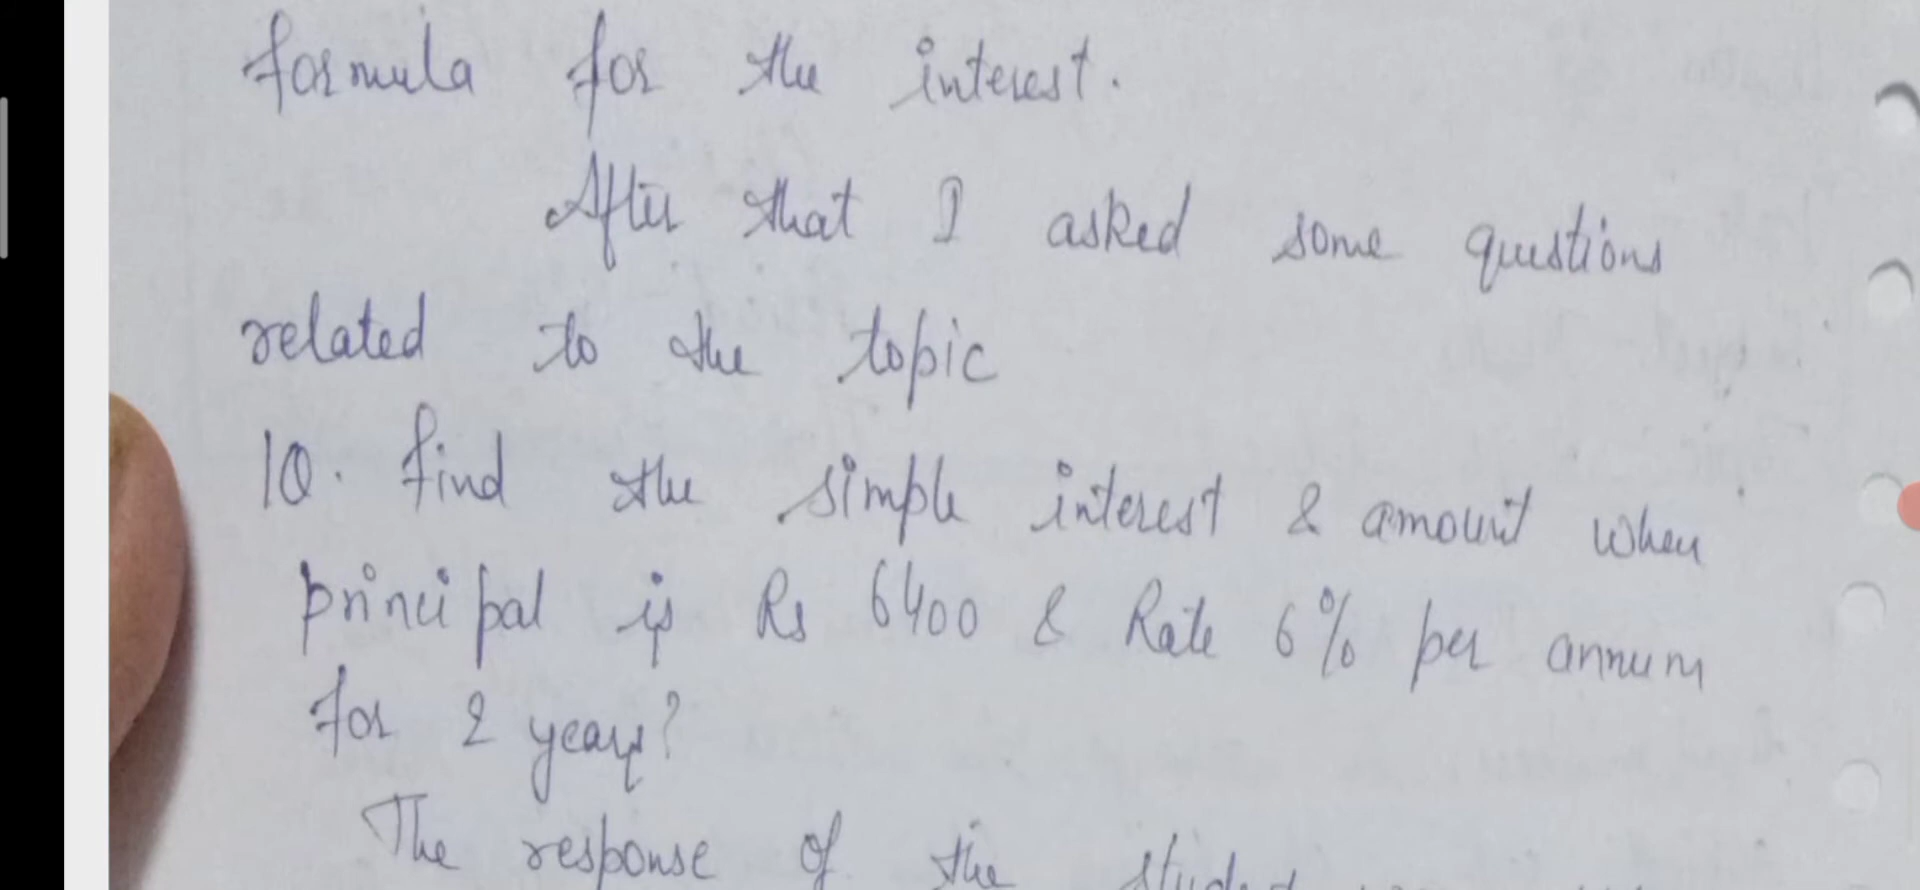 formula for the interest.
After that I asked some questions
related to the topic
1Q. find the simple interest & amount when
principal is Rs 6400 & Rate 6% per annum
for 2 years?
The response of the